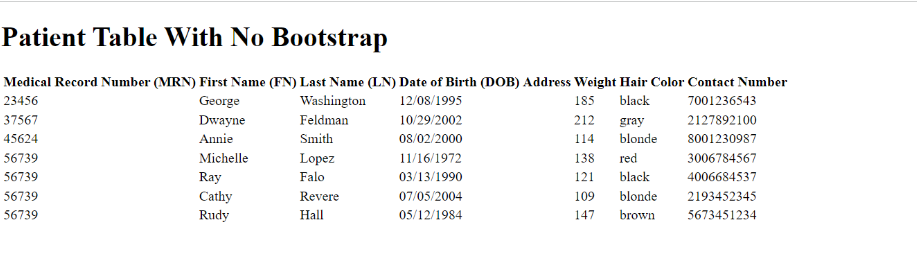 Patient Table With No Bootstrap
Medical Record Number (MRN) First Name (FN) Last Name (LN) Date of Birth (DOB) Address Weight Hair Color Contact Number
23456 George Washington 12/08/1995 185 black 7001236543
37567 Dwayne Feldman 10/29/2002 212 gray 2127892100
45624 Annie Smith 08/02/2000 114 blonde 8001230987
56739 Michelle Lopez 11/16/1972 138 red 3006784567
56739 Ray Falo 03/13/1990 121 black 4006684537
56739 Cathy Revere 07/05/2004 109 blonde 2193452345
56739 Rudy Hall 05/12/1984 147 brown 5673451234